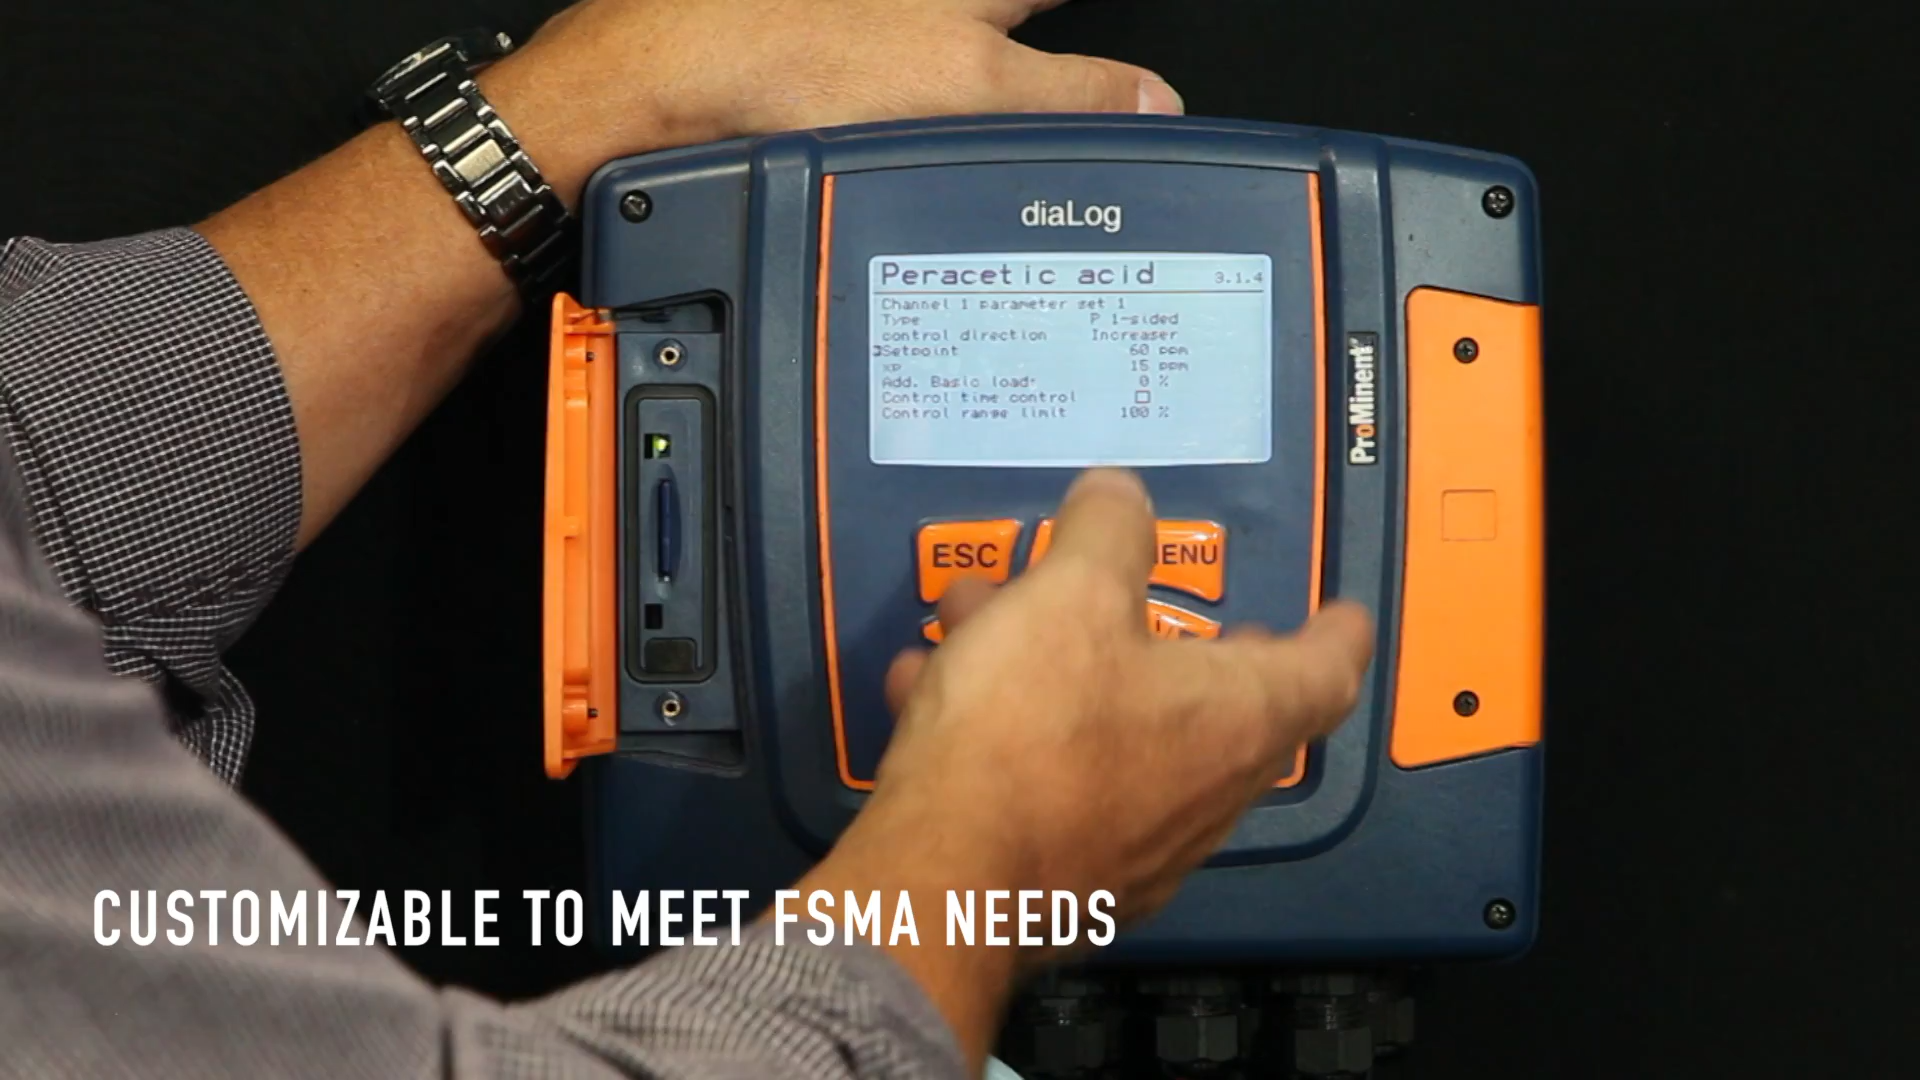 diaLog
Peracetic acid 3.1.4
Channel 1 parameter set 1
Type P 1-sided
control direction Increaser
Setpoint 60 ppm
xp 15 ppm
Add. Basic load: 0 %
Control time control
Control range limit 100 %
ProMinent®
ESC
ENU
CUSTOMIZABLE TO MEET FSMA NEEDS